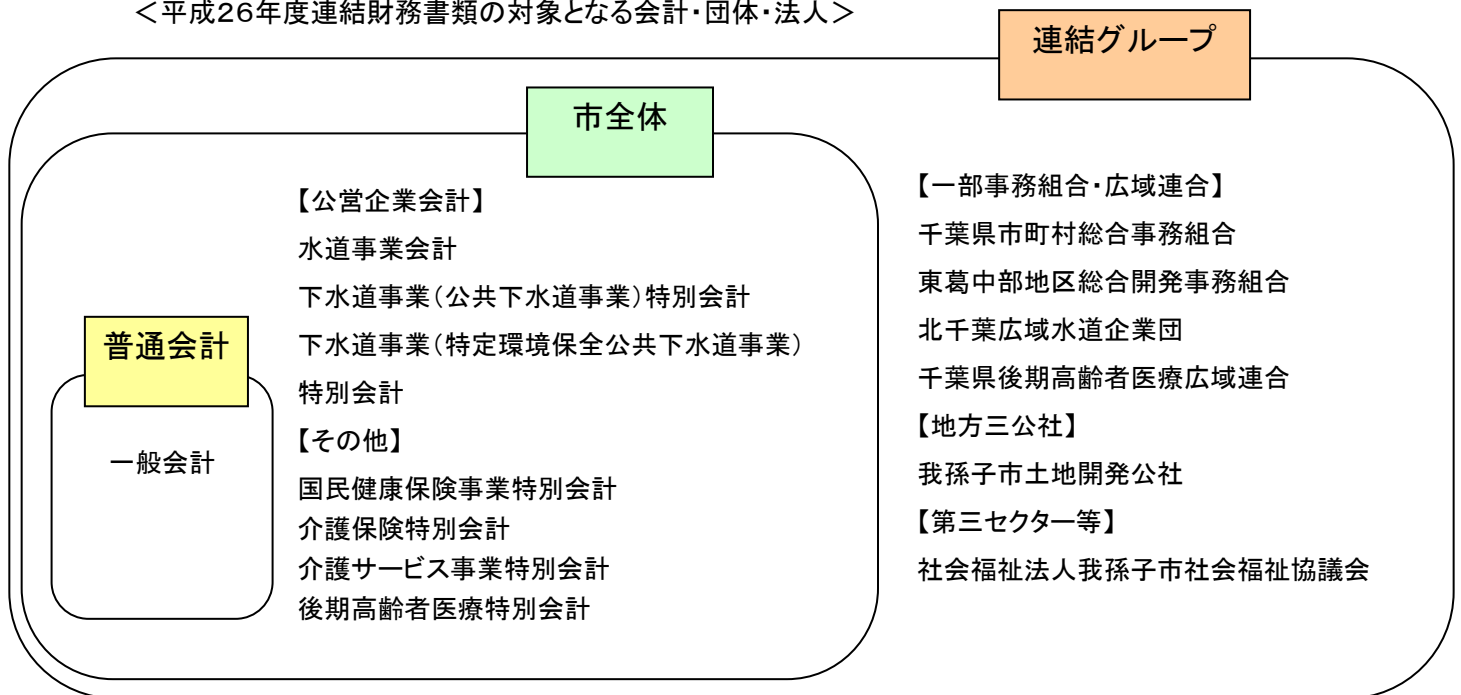 ＜平成２６年度連結財務書類の対象となる会計・団体・法人＞
連結グループ
市全体
普通会計
一般会計
【公営企業会計】
水道事業会計
下水道事業（公共下水道事業）特別会計
下水道事業（特定環境保全公共下水道事業）
特別会計
【その他】
国民健康保険事業特別会計
介護保険特別会計
介護サービス事業特別会計
後期高齢者医療特別会計
【一部事務組合・広域連合】
千葉県市町村総合事務組合
東葛中部地区総合開発事務組合
北千葉広域水道企業団
千葉県後期高齢者医療広域連合
【地方三公社】
我孫子市土地開発公社
【第三セクター等】
社会福祉法人我孫子市社会福祉協議会